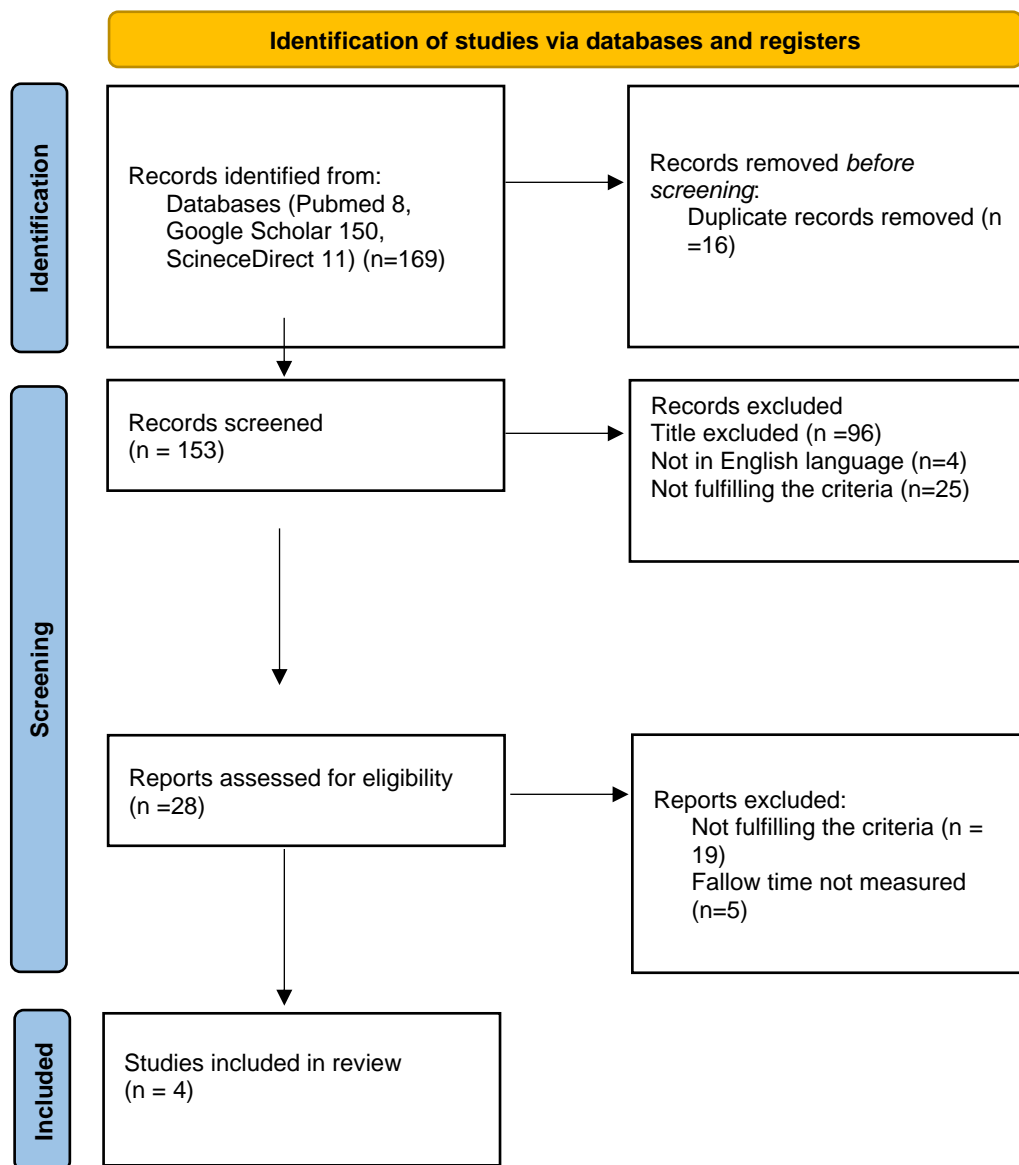 Identification of studies via databases and registers
Identification
Records identified from:
Databases (Pubmed 8,
Google Scholar 150,
ScineceDirect 11) (n=169)
Records removed before
screening:
Duplicate records removed (n
=16)
Screening
Records screened
(n = 153)
Records excluded
Title excluded (n =96)
Not in English language (n=4)
Not fulfilling the criteria (n=25)
Reports assessed for eligibility
(n =28)
Reports excluded:
Not fulfilling the criteria (n =
19)
Fallow time not measured
(n=5)
Included
Studies included in review
(n = 4)